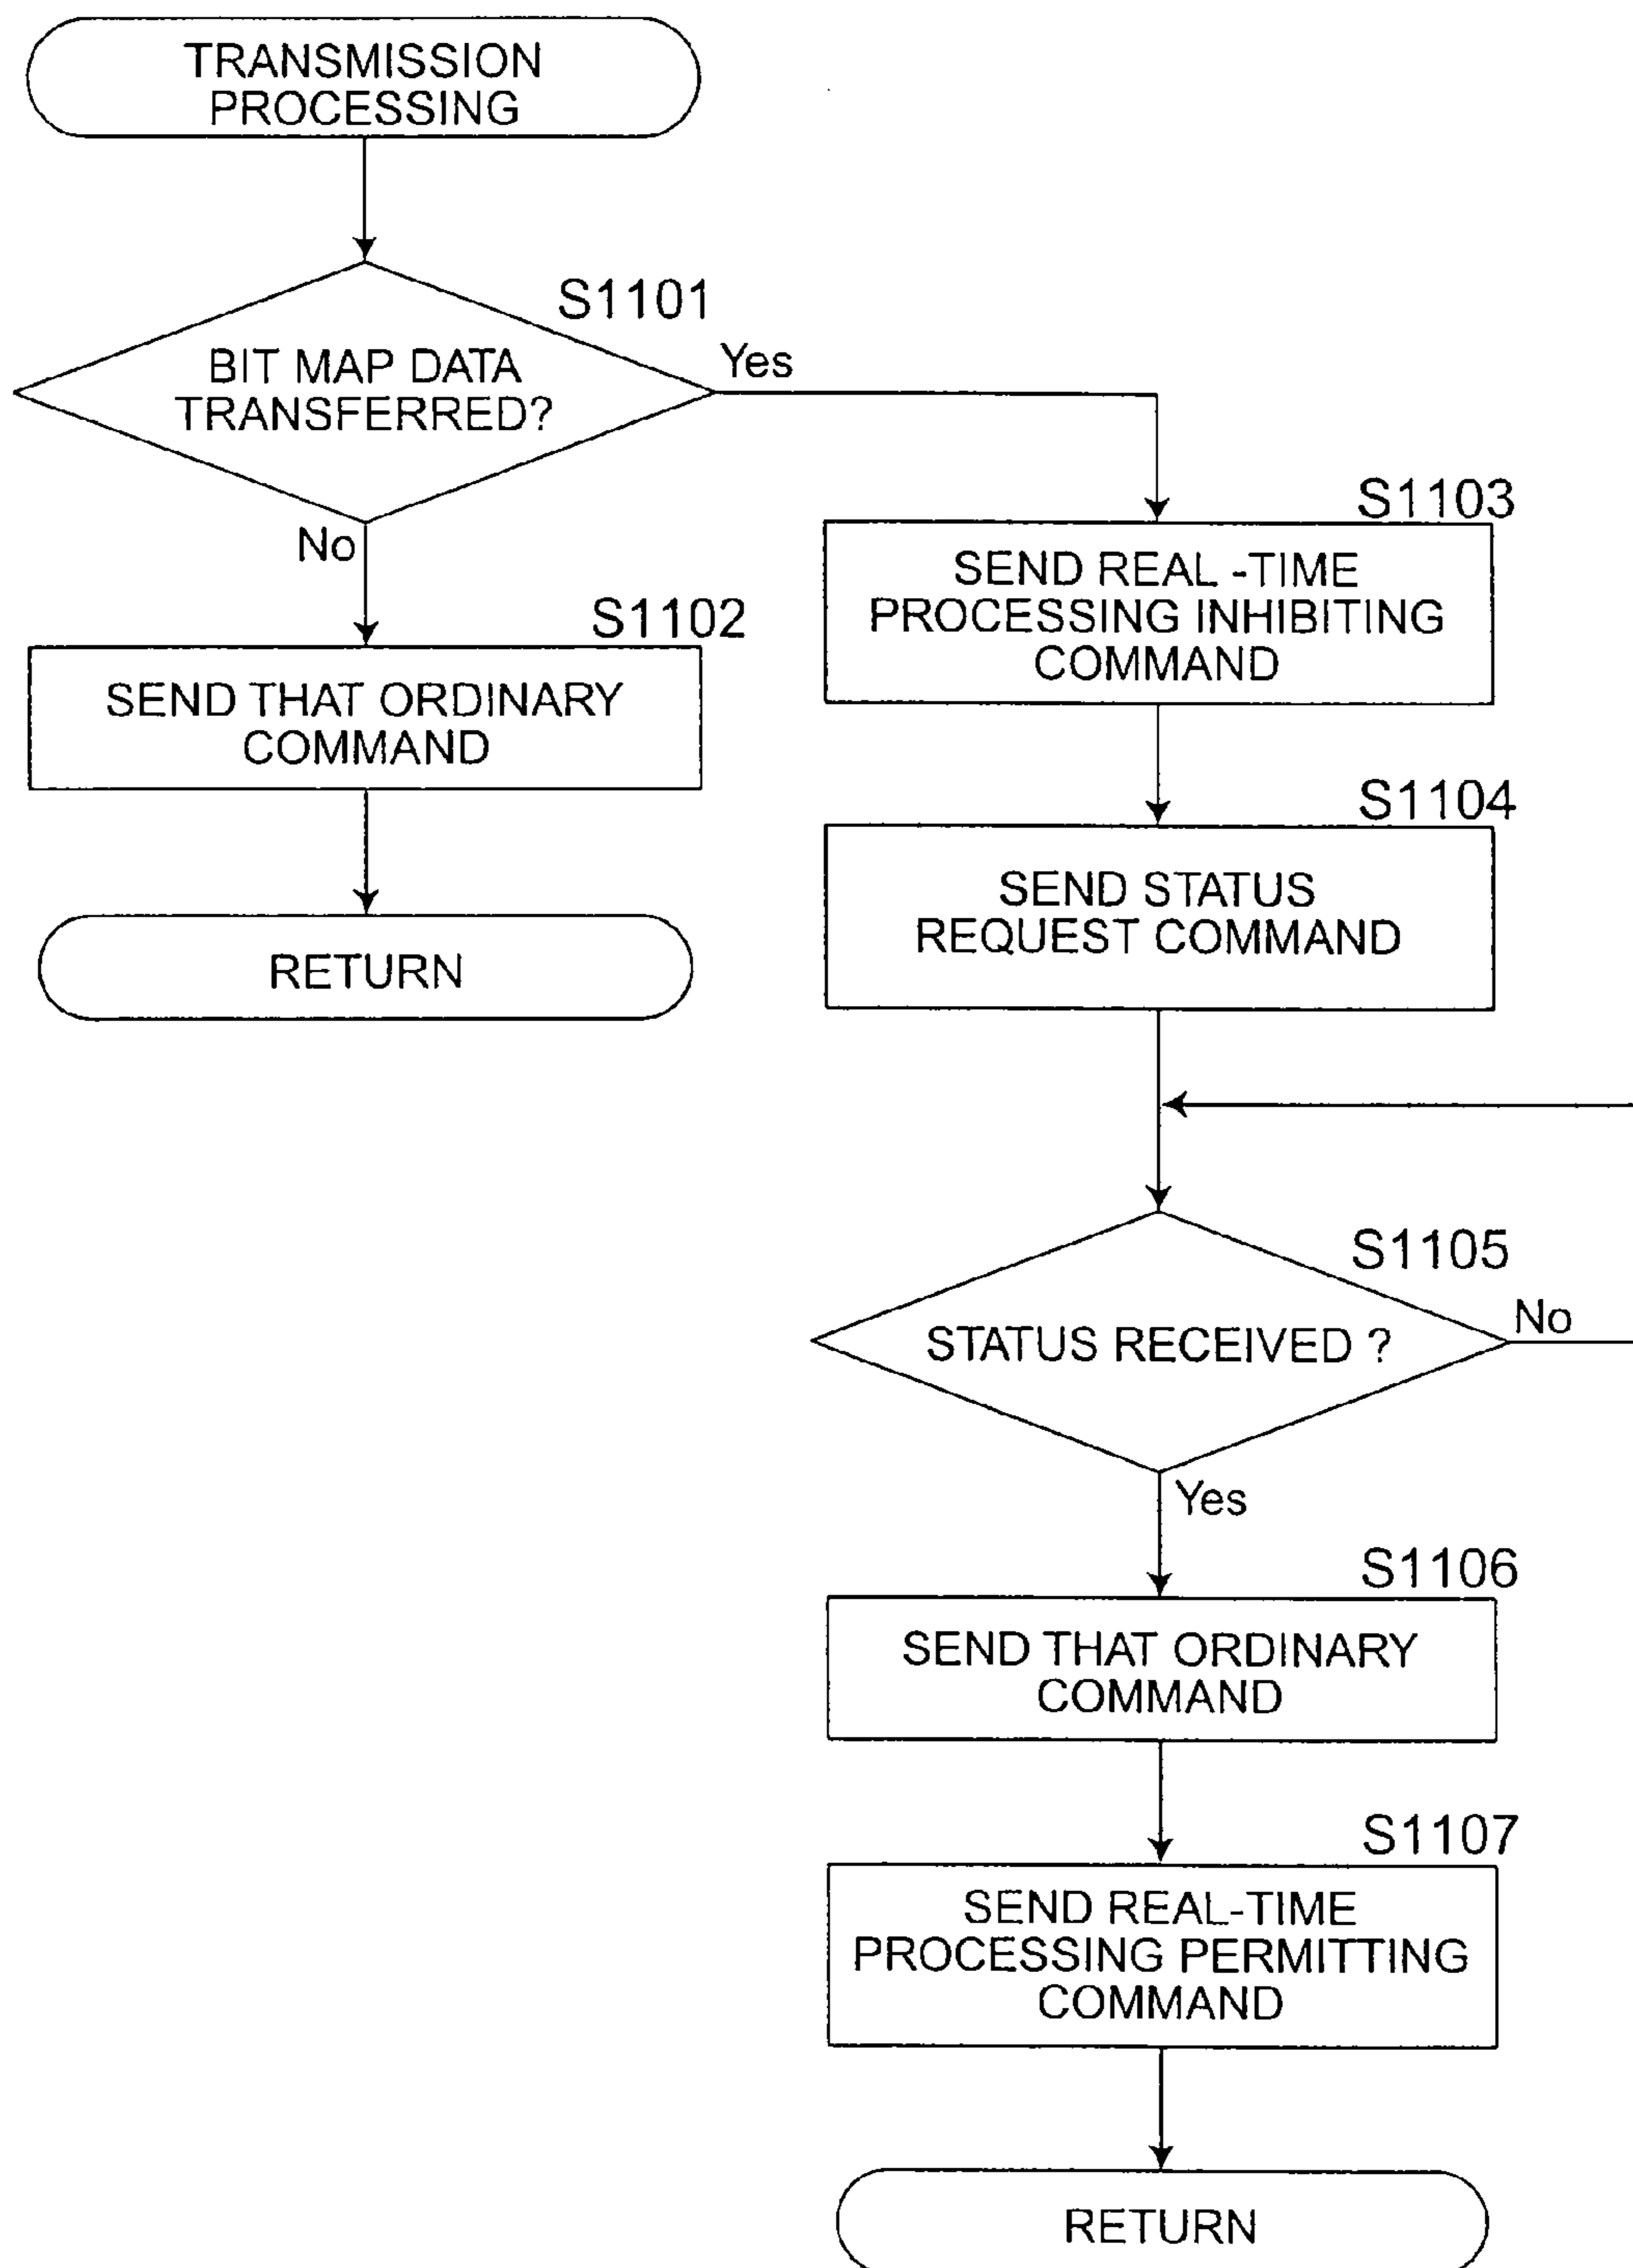 TRANSMISSION
PROCESSING
S1101
BIT MAP DATA
TRANSFERRED?
Yes
No
S1102
SEND THAT ORDINARY
COMMAND
RETURN
S1103
SEND REAL -TIME
PROCESSING INHIBITING
COMMAND
S1104
SEND STATUS
REQUEST COMMAND
S1105
STATUS RECEIVED ?
No
Yes
S1106
SEND THAT ORDINARY
COMMAND
S1107
SEND REAL-TIME
PROCESSING PERMITTING
COMMAND
RETURN